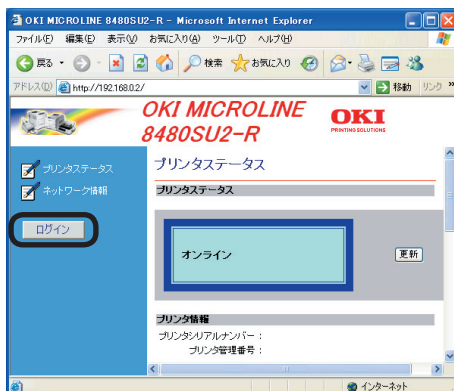 OKI MICROLINE 8480SU2-R - Microsoft Internet Explorer
ファイル(F) 編集(E) 表示(V) お気に入り(A) ツール(T) ヘルプ(H)
戻る 検索 お気に入り
アドレス(D) http://192.168.0.2/ 移動 リンク »
OKI MICROLINE
8480SU2-R
OKI
PRINTING SOLUTIONS
プリンタステータス
ネットワーク情報
ログイン
プリンタステータス
プリンタステータス
オンライン
更新
プリンタ情報
プリンタシリアルナンバー :
プリンタ管理番号 :
インターネット